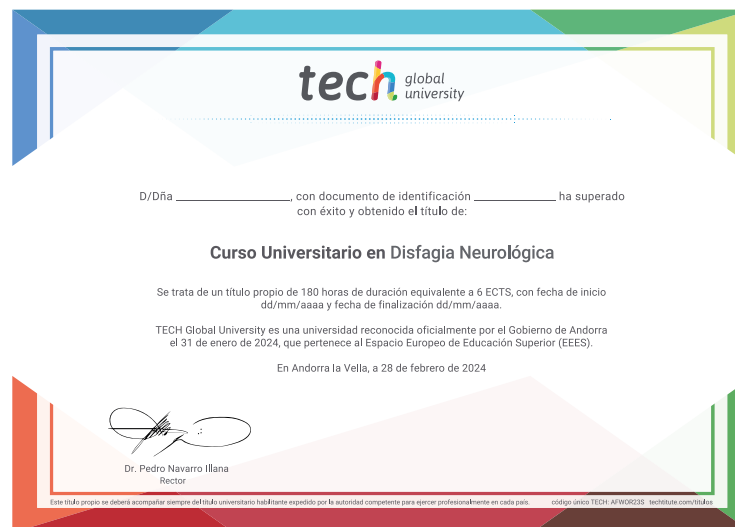 tech global university
D/Dña ____________________, con documento de identificación ______________ ha superado
con éxito y obtenido el título de:
Curso Universitario en Disfagia Neurológica
Se trata de un título propio de 180 horas de duración equivalente a 6 ECTS, con fecha de inicio
dd/mm/aaaa y fecha de finalización dd/mm/aaaa.
TECH Global University es una universidad reconocida oficialmente por el Gobierno de Andorra
el 31 de enero de 2024, que pertenece al Espacio Europeo de Educación Superior (EEES).
En Andorra la Vella, a 28 de febrero de 2024
Dr. Pedro Navarro Illana
Rector
Este título propio se deberá acompañar siempre del título universitario habilitante expedido por la autoridad competente para ejercer profesionalmente en cada país. código único TECH: AFWOR23S techtitute.com/titulos